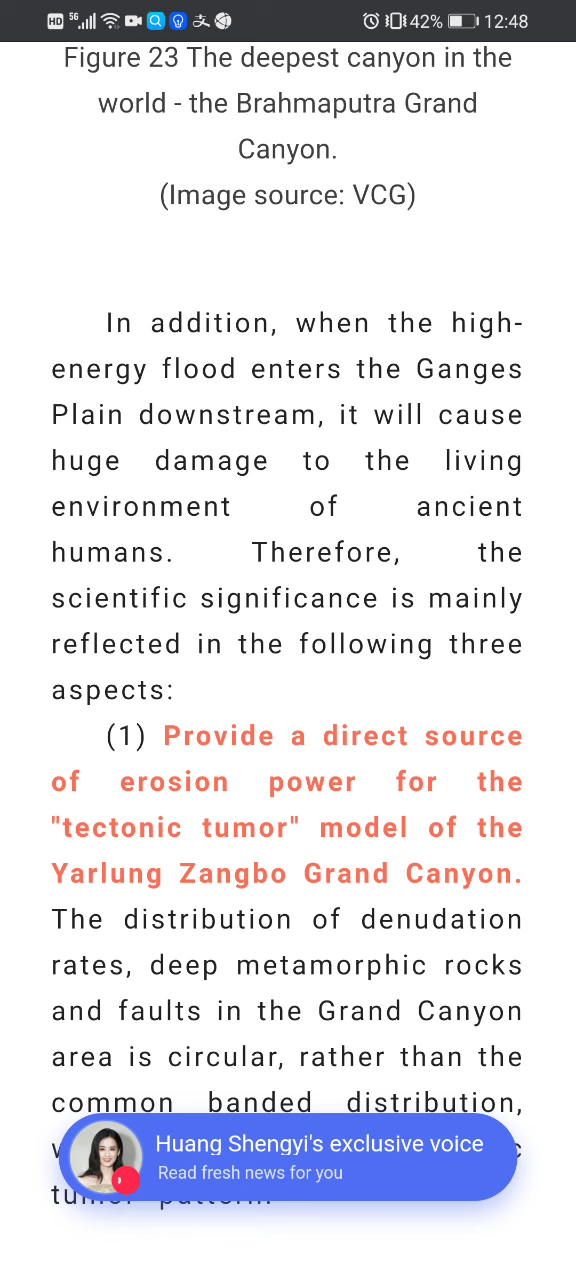 HD 5G 42% 12:48
Figure 23 The deepest canyon in the
world - the Brahmaputra Grand
Canyon.
(Image source: VCG)
In addition, when the high-
energy flood enters the Ganges
Plain downstream, it will cause
huge damage to the living
environment of ancient
humans. Therefore, the
scientific significance is mainly
reflected in the following three
aspects:
(1) Provide a direct source
of erosion power for the
"tectonic tumor" model of the
Yarlung Zangbo Grand Canyon.
The distribution of denudation
rates, deep metamorphic rocks
and faults in the Grand Canyon
area is circular, rather than the
common banded distribution,
Huang Shengyi's exclusive voice
Read fresh news for you
tumor pattern.